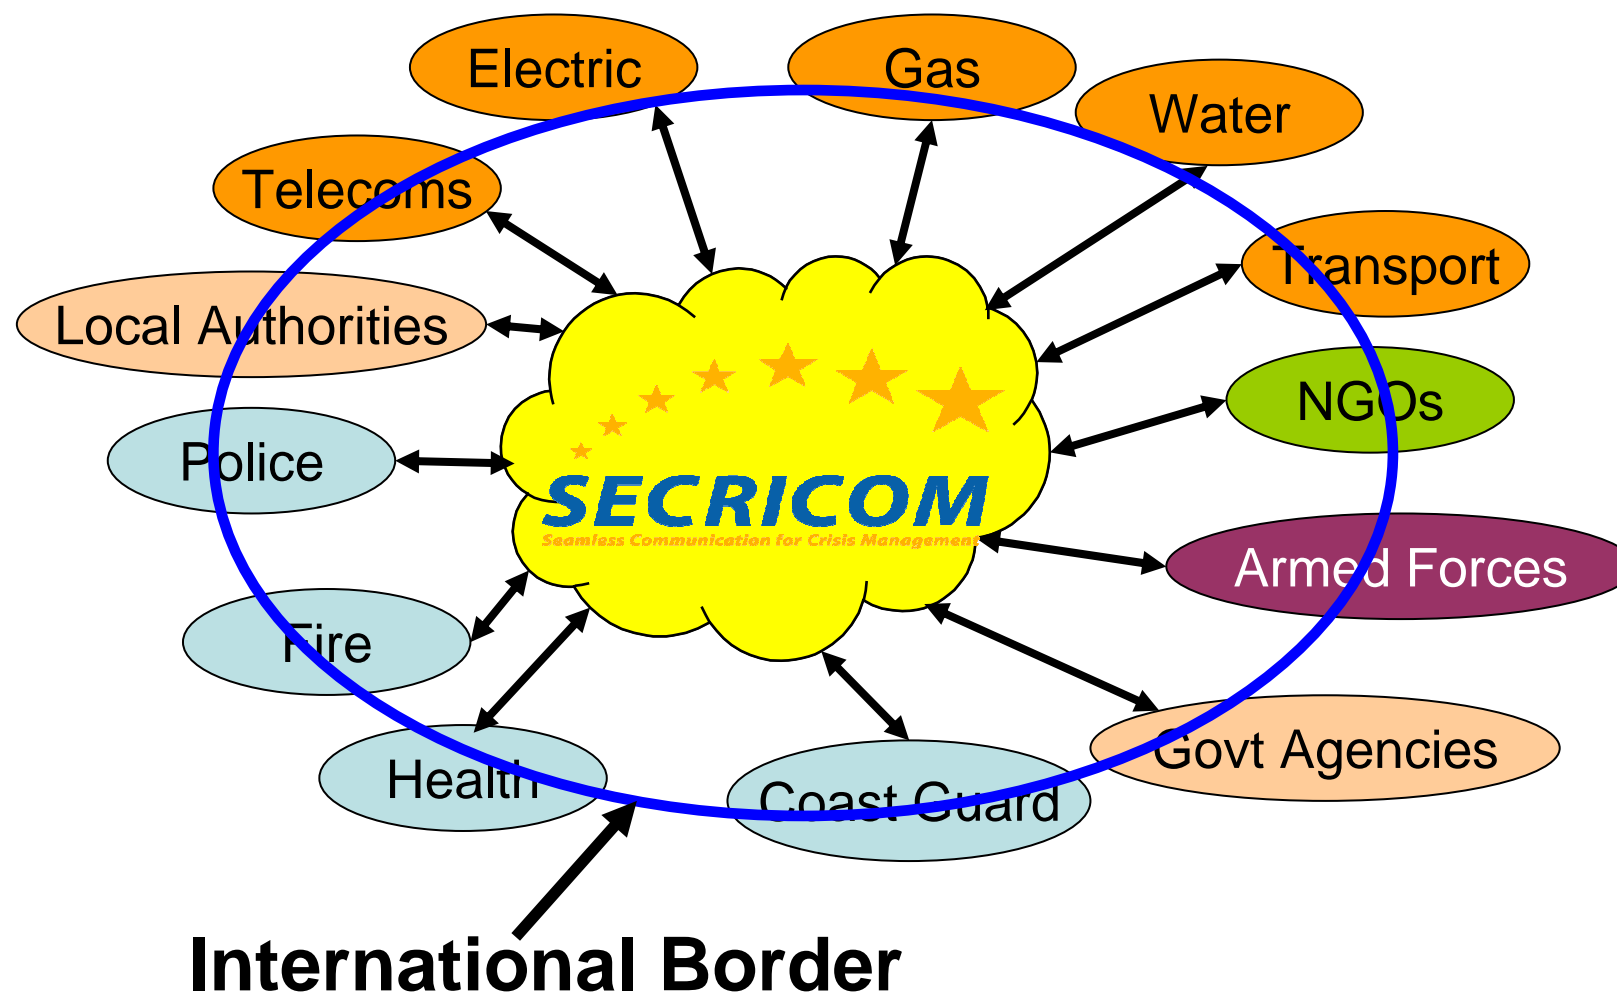 Electric
Gas
Water
Telecoms
Transport
Local Authorities
NGOs
Police
SECRICOM
Seamless Communication for Crisis Management
Armed Forces
Fire
Govt Agencies
Health
Coast Guard
International Border